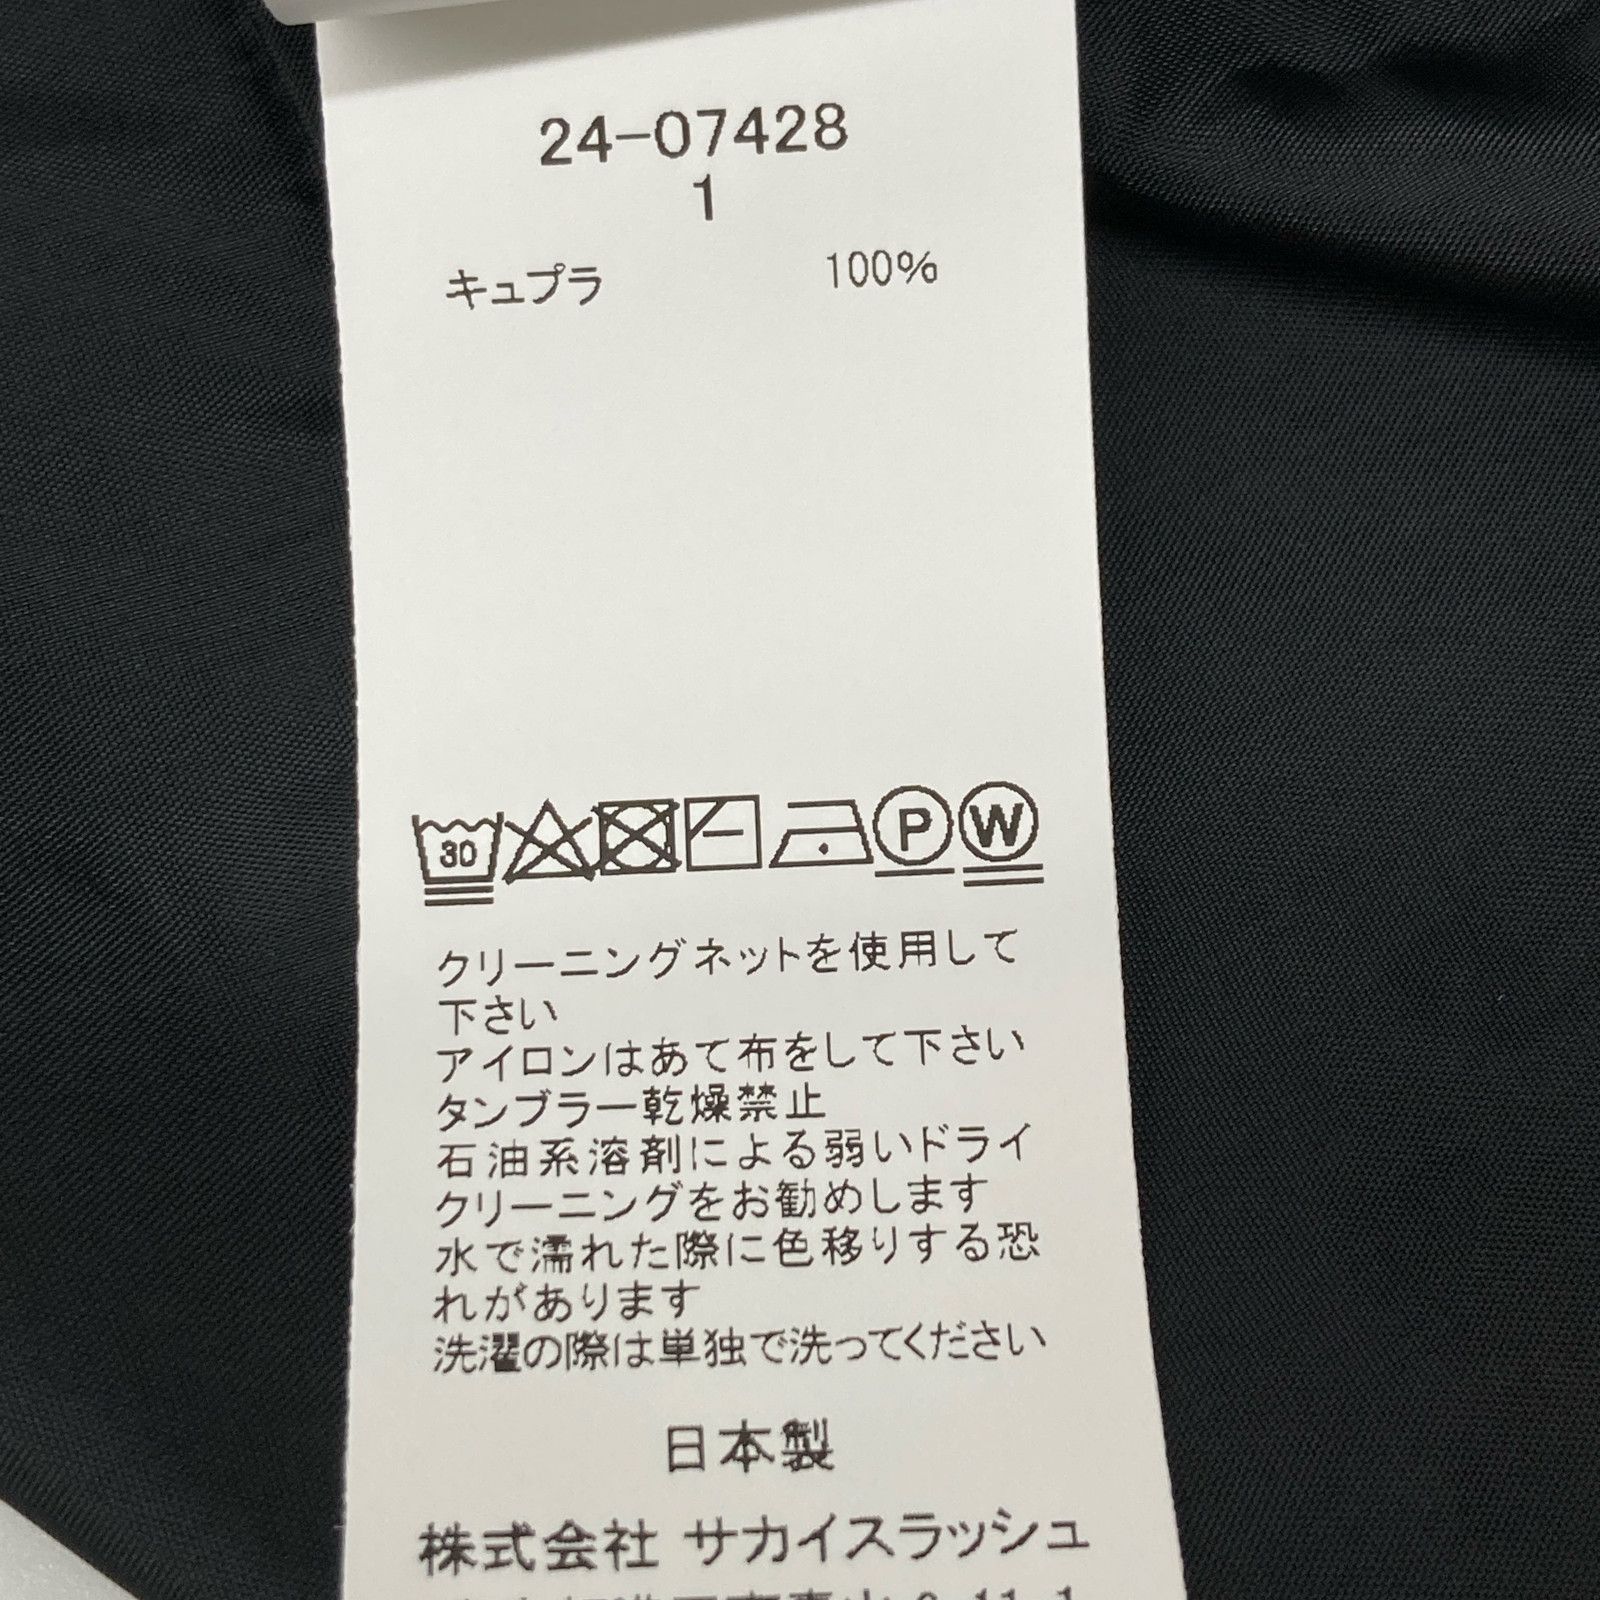 24-07428
1
キュプラ 100%
30 P W
クリーニングネットを使用して
下さい
アイロンはあて布をして下さい
タンブラー乾燥禁止
石油系溶剤による弱いドライ
クリーニングをお勧めします
水で濡れた際に色移りする恐
れがあります
洗濯の際は単独で洗ってください
日本製
株式会社 サカイスラッシュ